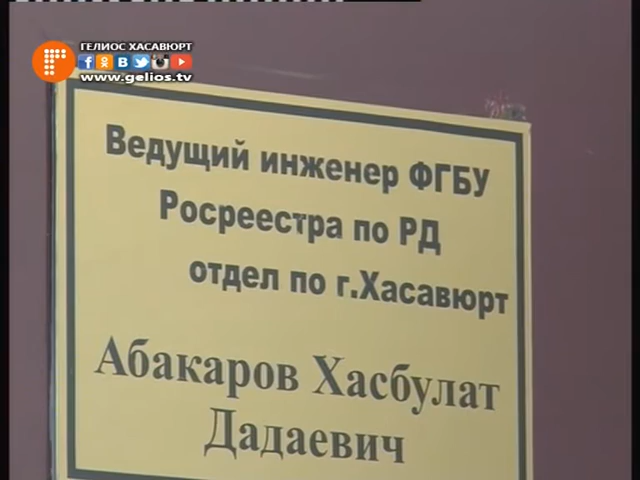 ГЕЛИОС ХАСАВЮРТ
www.gelios.tv
Ведущий инженер ФГБУ
Росреестра по РД
отдел по г.Хасавюрт
Абакаров Хасбулат
Дадаевич